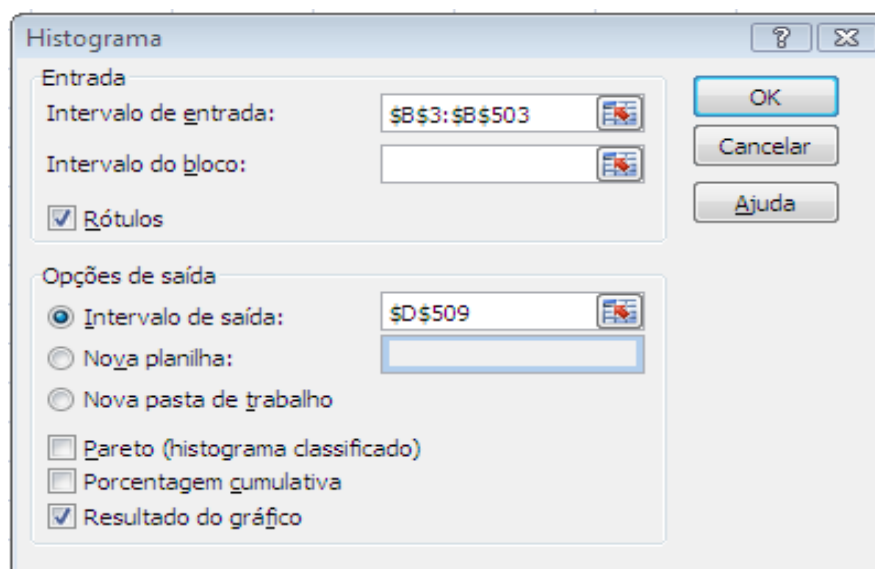 Histograma
Entrada
Intervalo de entrada: $B$3:$B$503
OK
Intervalo do bloco:
Cancelar
Rótulos
Ajuda
Opções de saída
Intervalo de saída: $D$509
Nova planilha:
Nova pasta de trabalho
Pareto (histograma classificado)
Porcentagem cumulativa
Resultado do gráfico